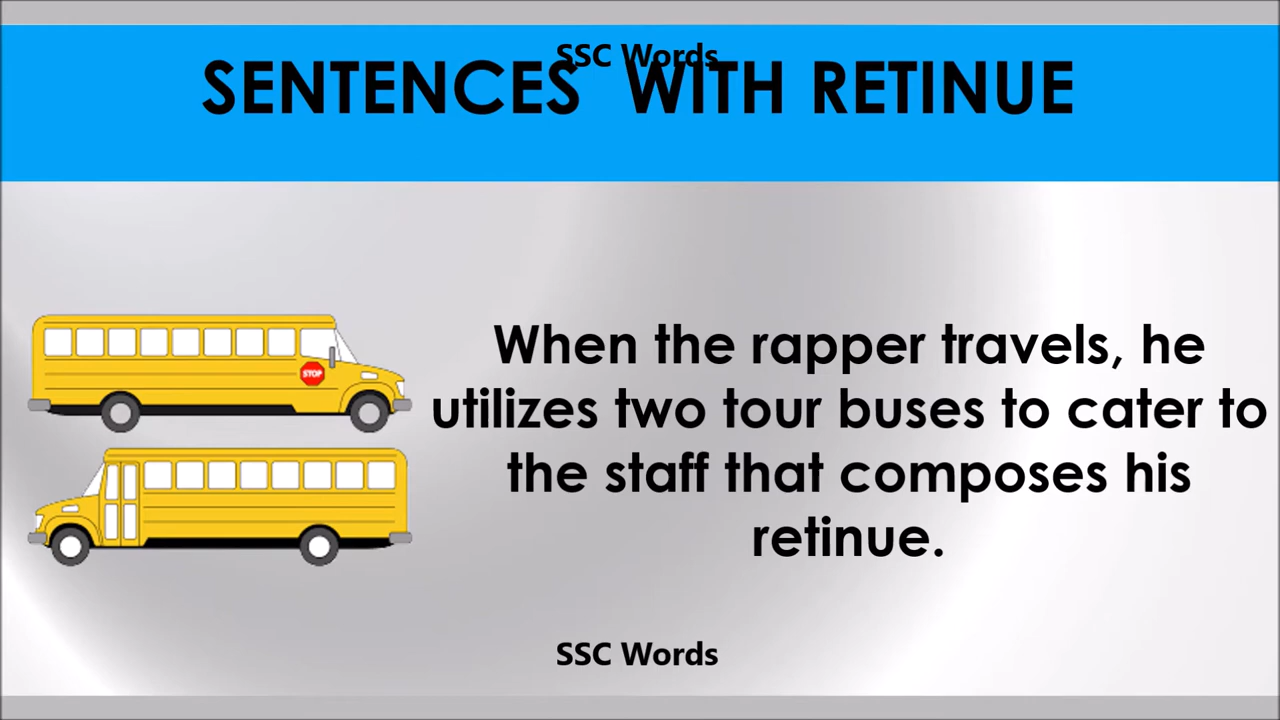 SSC Words
SENTENCES WITH RETINUE
When the rapper travels, he
utilizes two tour buses to cater to
the staff that composes his
retinue.
STOP
SSC Words